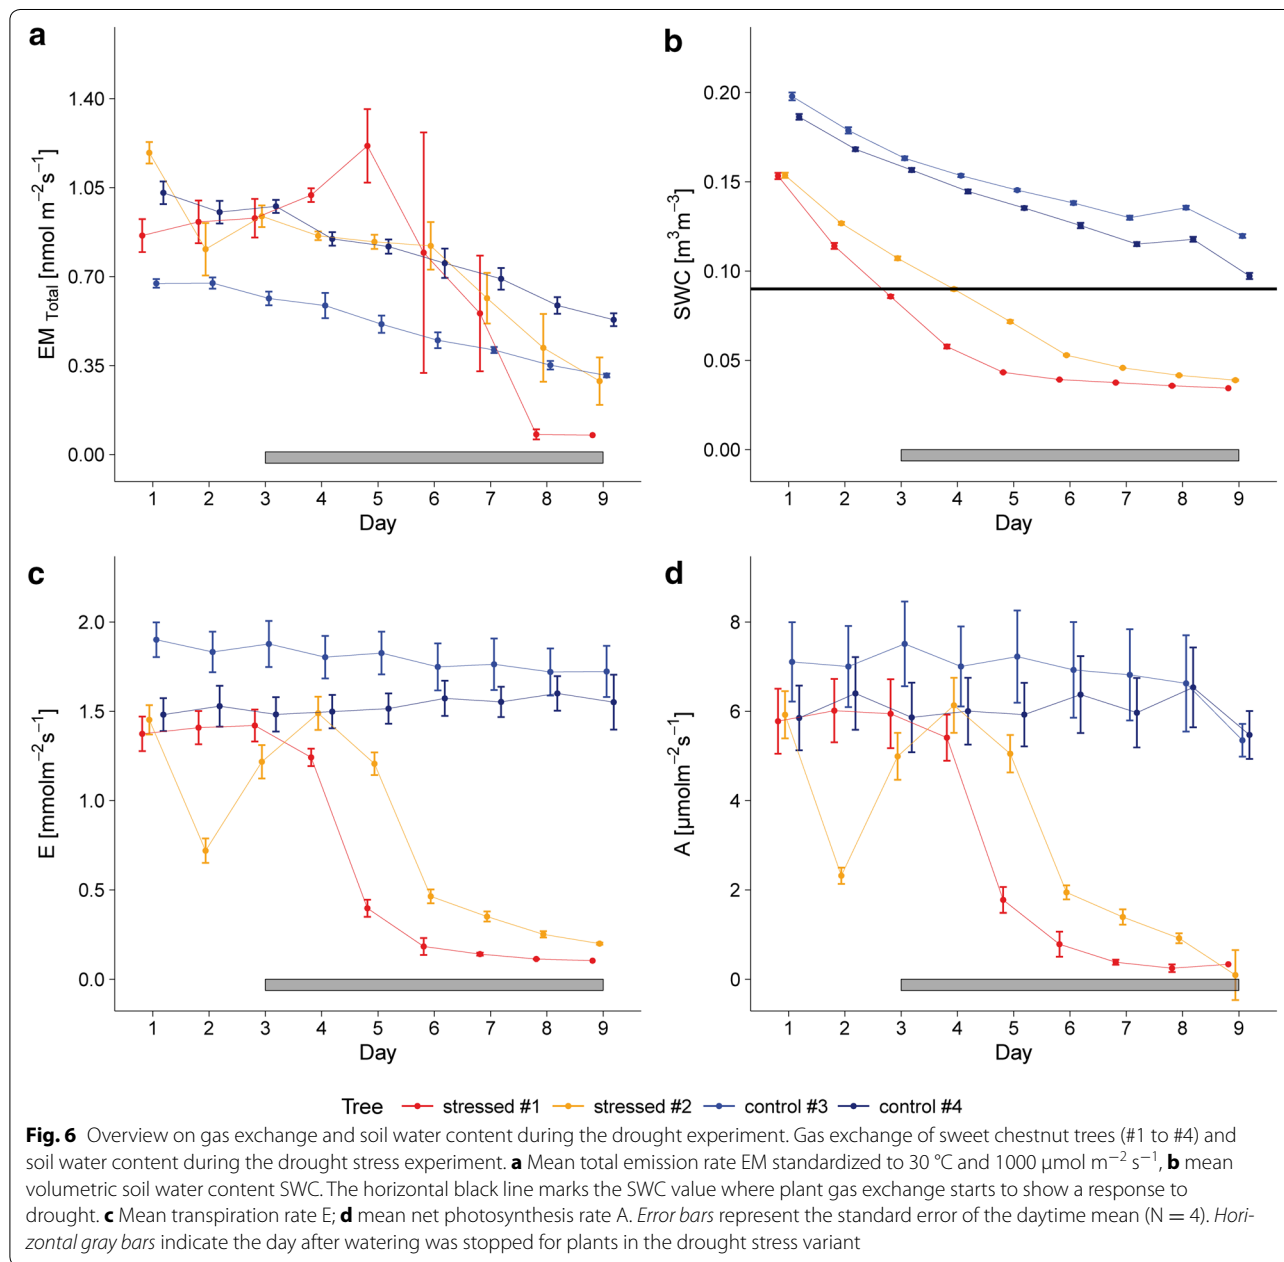 a
1.40
1.05
0.70
0.35
0.00
EM Total [nmol m−2s−1]
1 2 3 4 5 6 7 8 9
Day
b
0.20
0.15
0.10
0.05
0.00
SWC [m3m−3]
1 2 3 4 5 6 7 8 9
Day
c
2.0
1.5
1.0
0.5
0.0
E [mmolm−2s−1]
1 2 3 4 5 6 7 8 9
Day
d
8
6
4
2
0
A [μmolm−2s−1]
1 2 3 4 5 6 7 8 9
Day
Tree stressed #1 stressed #2 control #3 control #4
Fig. 6 Overview on gas exchange and soil water content during the drought experiment. Gas exchange of sweet chestnut trees (#1 to #4) and
soil water content during the drought stress experiment. a Mean total emission rate EM standardized to 30 °C and 1000 μmol m−2 s−1, b mean
volumetric soil water content SWC. The horizontal black line marks the SWC value where plant gas exchange starts to show a response to
drought. c Mean transpiration rate E; d mean net photosynthesis rate A. Error bars represent the standard error of the daytime mean (N = 4). Hori-
zontal gray bars indicate the day after watering was stopped for plants in the drought stress variant